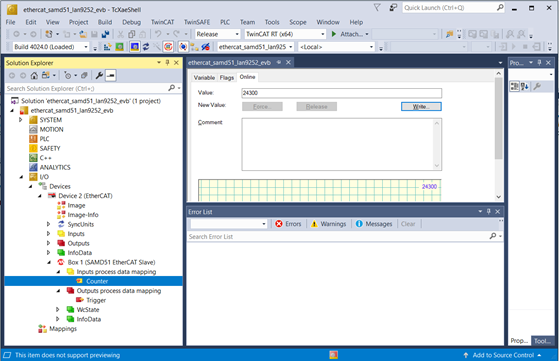 ethercat_samd51_lan9252_evb - TcXaeShell
Quick Launch (Ctrl+Q)
File Edit View Project Build Debug TwinCAT TwinSAFE PLC Team Tools Scope Window Help
Release TwinCAT RT (x64) Attach...
Build 4024.0 (Loaded) ethercat_samd51_lan925 <Local>
Solution Explorer
Search Solution Explorer (Ctrl+;)
Solution 'ethercat_samd51_lan9252_evb' (1 project)
ethercat_samd51_lan9252_evb
SYSTEM
MOTION
PLC
SAFETY
C++
ANALYTICS
I/O
Devices
Device 2 (EtherCAT)
Image
Image-Info
SyncUnits
Inputs
Outputs
InfoData
Box 1 (SAMD51 EtherCAT Slave)
Inputs process data mapping
Counter
Outputs process data mapping
Trigger
WcState
InfoData
Mappings
ethercat_samd51_lan9252_evb
Variable Flags Online
Value: 24300
New Value: Force... Release Write...
Comment:
24300
Error List
Errors Warnings Messages Clear
Search Error List
Pro...
Prop... Tool...
This item does not support previewing
Add to Source Control